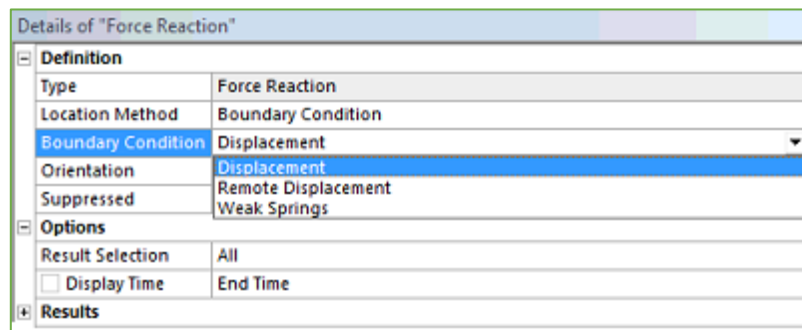 Details of "Force Reaction"
Definition
Type Force Reaction
Location Method Boundary Condition
Boundary Condition Displacement
Orientation Displacement
Remote Displacement
Suppressed
Weak Springs
Options
Result Selection All
Display Time End Time
Results